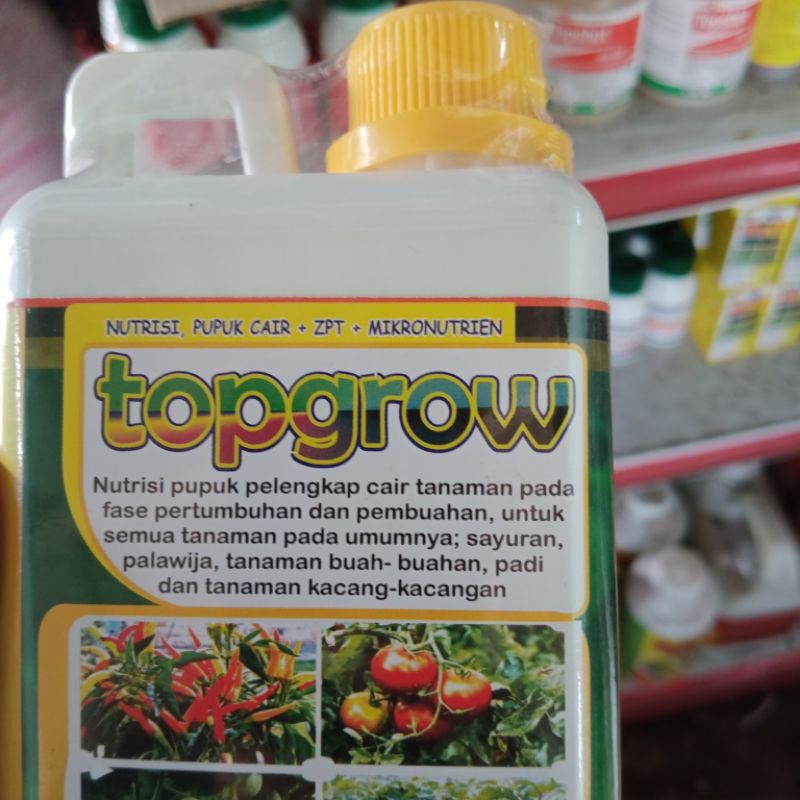 NUTRISI, PUPUK CAIR + ZPT + MIKRONUTRIEN
topgrow
Nutrisi pupuk pelengkap cair tanaman pada
fase pertumbuhan dan pembuahan, untuk
semua tanaman pada umumnya; sayuran,
palawija, tanaman buah- buahan, padi
dan tanaman kacang-kacangan